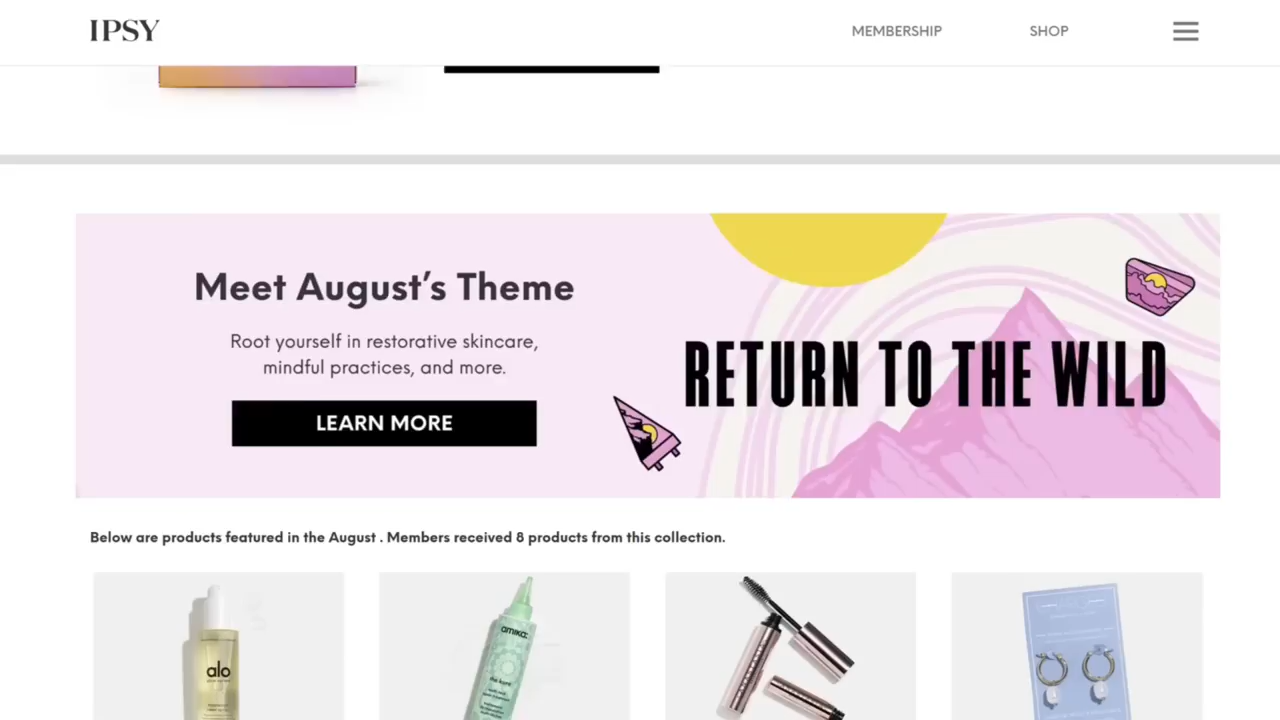 IPSY
MEMBERSHIP
SHOP
Meet August's Theme
Root yourself in restorative skincare,
mindful practices, and more.
LEARN MORE
RETURN TO THE WILD
Below are products featured in the August . Members received 8 products from this collection.
alo
amika: